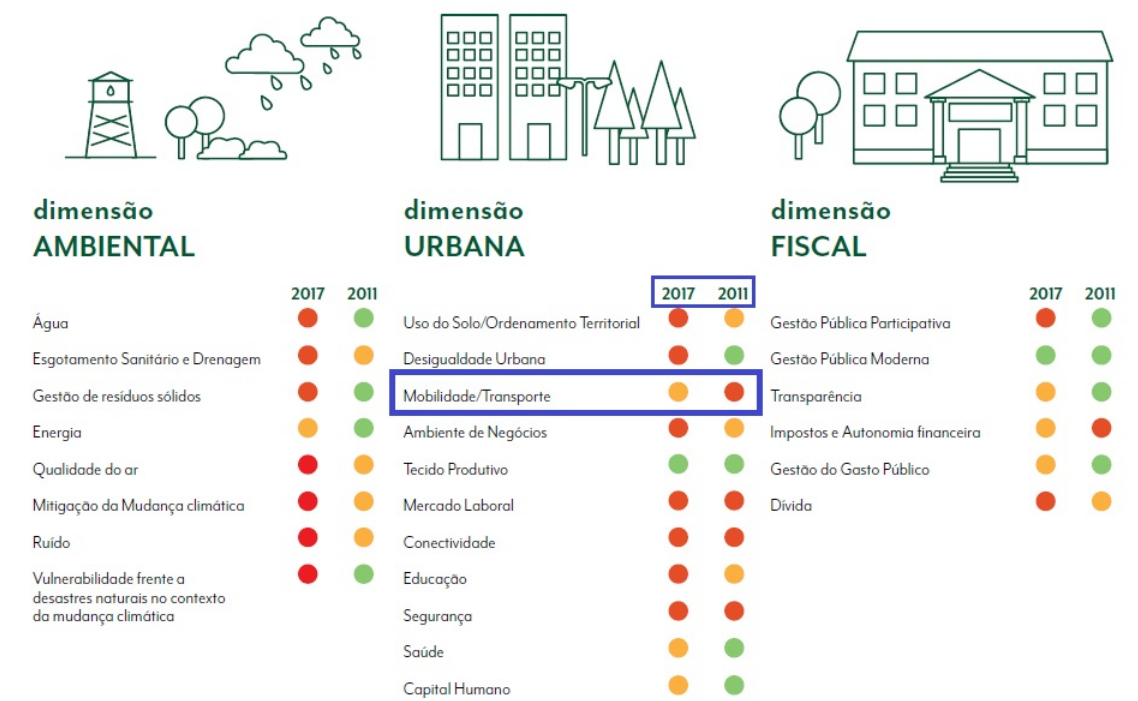 dimensão
AMBIENTAL
2017 2011
Água
Esgotamento Sanitário e Drenagem
Gestão de resíduos sólidos
Energia
Qualidade do ar
Mitigação da Mudança climática
Ruído
Vulnerabilidade frente a
desastres naturais no contexto
da mudança climática
dimensão
URBANA
2017 2011
Uso do Solo/Ordenamento Territorial
Desigualdade Urbana
Mobilidade/Transporte
Ambiente de Negócios
Tecido Produtivo
Mercado Laboral
Conectividade
Educação
Segurança
Saúde
Capital Humano
dimensão
FISCAL
2017 2011
Gestão Pública Participativa
Gestão Pública Moderna
Transparência
Impostos e Autonomia financeira
Gestão do Gasto Público
Dívida